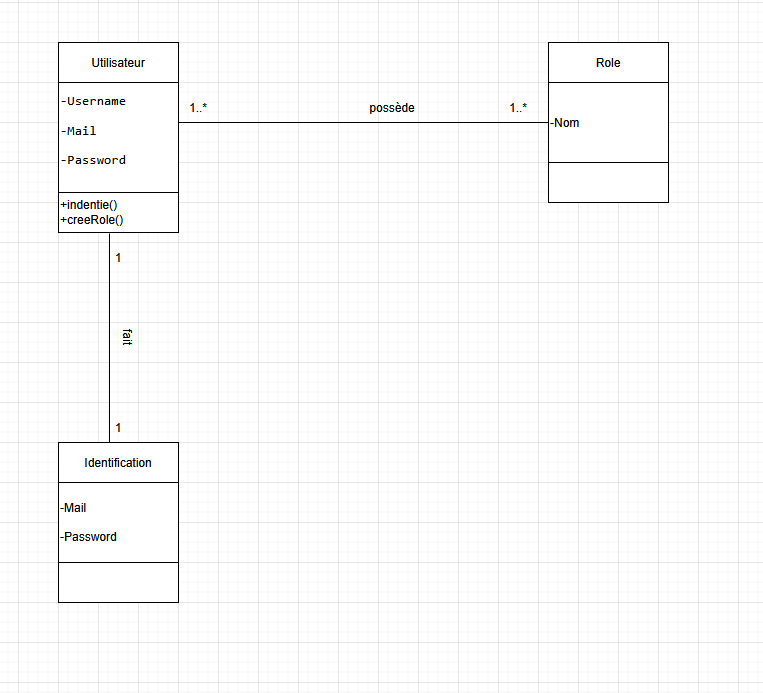 Utilisateur
-Username
-Mail
-Password
+indentie()
+creeRole()
1..*
possède
1..*
Role
-Nom
1
fait
1
Identification
-Mail
-Password